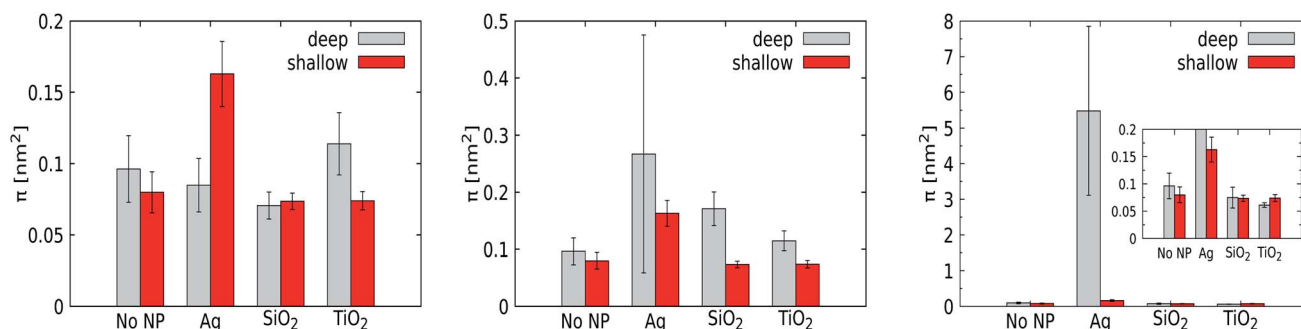 0.2
0.15
0.1
0.05
0
π [nm²]
deep
shallow
No NP Ag SiO₂ TiO₂
0.5
0.4
0.3
0.2
0.1
0
π [nm²]
deep
shallow
No NP Ag SiO₂ TiO₂
8
7
6
5
4
3
2
1
0
π [nm²]
deep
shallow
0.2
0.15
0.1
0.05
0
No NP Ag SiO₂ TiO₂
No NP Ag SiO₂ TiO₂